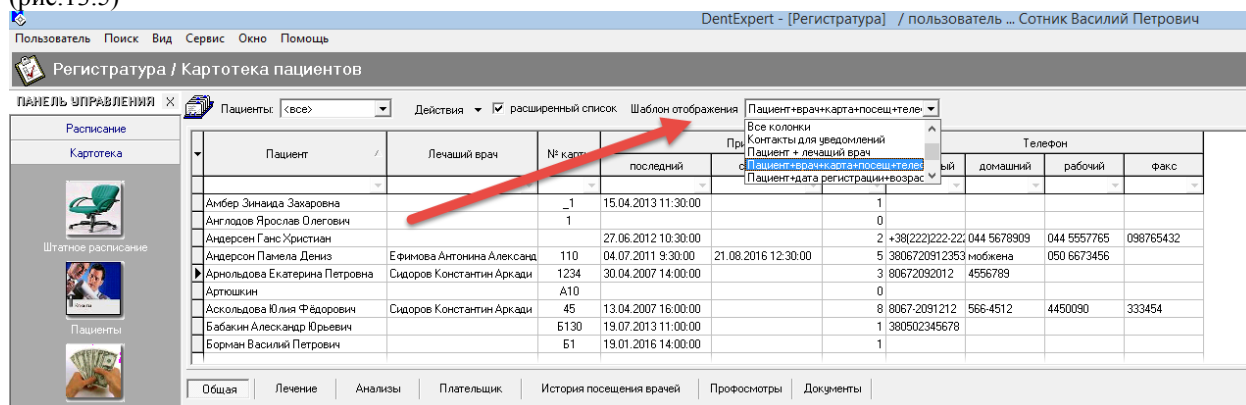 (рис.13.5)
DentExpert - [Регистратура] / пользователь ... Сотник Василий Петрович
Пользователь Поиск Вид Сервис Окно Помощь
Регистратура / Картотека пациентов
ПАНЕЛЬ УПРАВЛЕНИЯ X
Пациенты: <все> Действия расширенный список Шаблон отображения Пациент+врач+карта+посещ+теле
Расписание
Картотека
Штатное расписание
Пациенты
Все колонки
Контакты для уведомлений
Пациент + лечащий врач
Пациент+врач+карта+посещ+теле
Пациент+дата регистрации+возрас
Пациент Лечаший врач № карты При Телефон
последний с ый домашний рабочий факс
Амбер Зинаида Захаровна _1 15.04.2013 11:30:00 1
Англодов Ярослав Олегович 1 0
Андерсен Ганс Христиан 27.06.2012 10:30:00 2 +38(222)222-222 044 5678909 044 5557765 098765432
Андерсон Памела Дениз Ефимова Антонина Александ 110 04.07.2011 9:30:00 21.08.2016 12:30:00 5 3806720912353 мобжена 050 6673456
Арнольдова Екатерина Петровна Сидоров Константин Аркади 1234 30.04.2007 14:00:00 3 80672092012 4556789
Артюшкин А10 0
Аскольдова Юлия Фёдорович Сидоров Константин Аркади 45 13.04.2007 16:00:00 8 8067-2091212 566-4512 4450090 333454
Бабакин Алескандр Юрьевич Б130 19.07.2013 11:00:00 1 380502345678
Борман Василий Петрович Б1 19.01.2016 14:00:00 1
Общая Лечение Анализы Плательщик История посещения врачей Профосмотры Документы